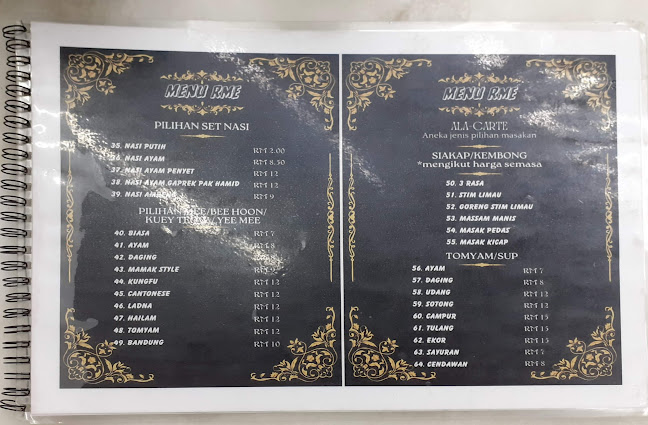 MENU RME
PILIHAN SET NASI
35. NASI PUTIH RM 2.00
36. NASI AYAM RM 8.50
37. NASI AYAM PENYET RM 12
38. NASI AYAM GAPREK PAK HAMID RM 12
39. NASI RM 9
PILIHAN MEE/BEE HOON/
KUEY TEOW/YEE MEE
40. BIASA RM 7
41. AYAM RM 8
42. DAGING
43. MAMAK STYLE RM 9
44. KUNGFU RM 12
45. CANTONESE RM 12
46. LADNA RM 12
47. HAILAM RM 12
48. TOMYAM RM 12
49. BANDUNG RM 10
MENU RME
ALA-CARTE
Aneka jenis pilihan masakan
SIAKAP/KEMBONG
*mengikut harga semasa
50. 3 RASA
51. STIM LIMAU
52. GORENG STIM LIMAU
53. MASSAM MANIS
54. MASAK PEDAS
55. MASAK KICAP
TOMYAM/SUP
56. AYAM RM 7
57. DAGING RM 8
58. UDANG RM 12
59. SOTONG RM 12
60. CAMPUR RM 15
61. TULANG RM 15
62. EKOR RM 13
63. SAYURAN RM 7
64. CENDAWAN RM 8